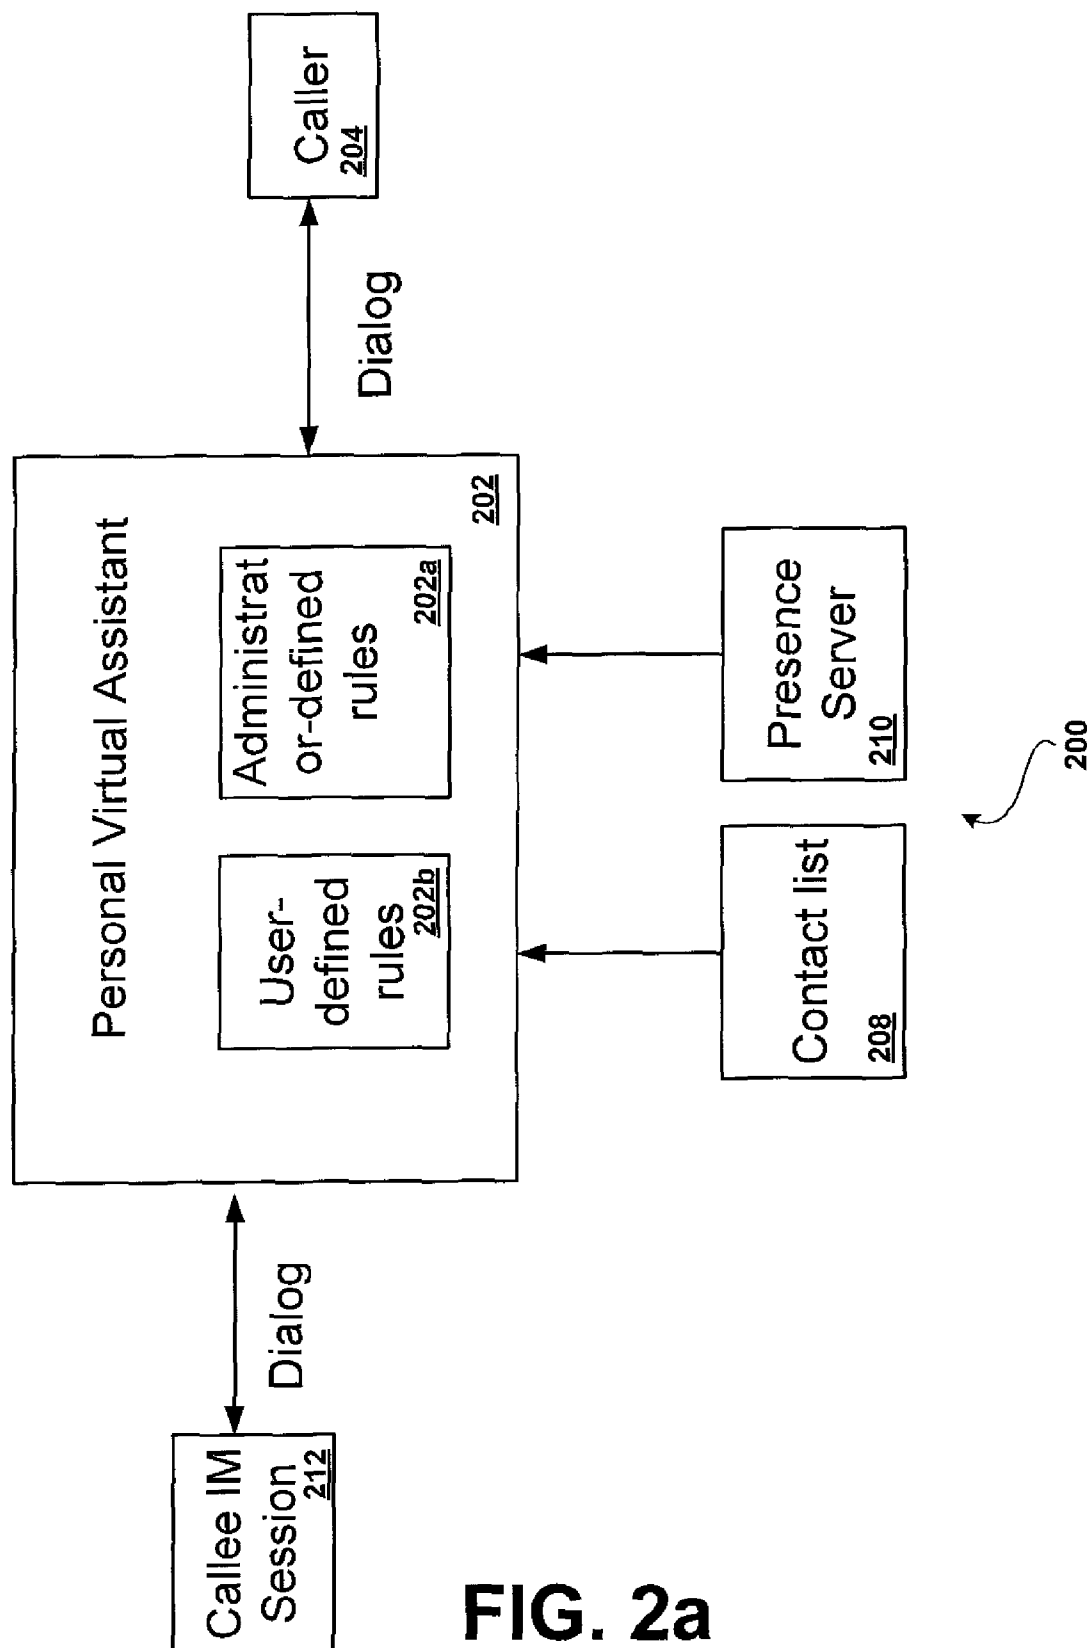 Callee IM
Session
212
Dialog
Personal Virtual Assistant
User-
defined
rules
202b
Administrat
or-defined
rules
202a
202
Dialog
Caller
204
Contact list
208
Presence
Server
210
200
FIG. 2a